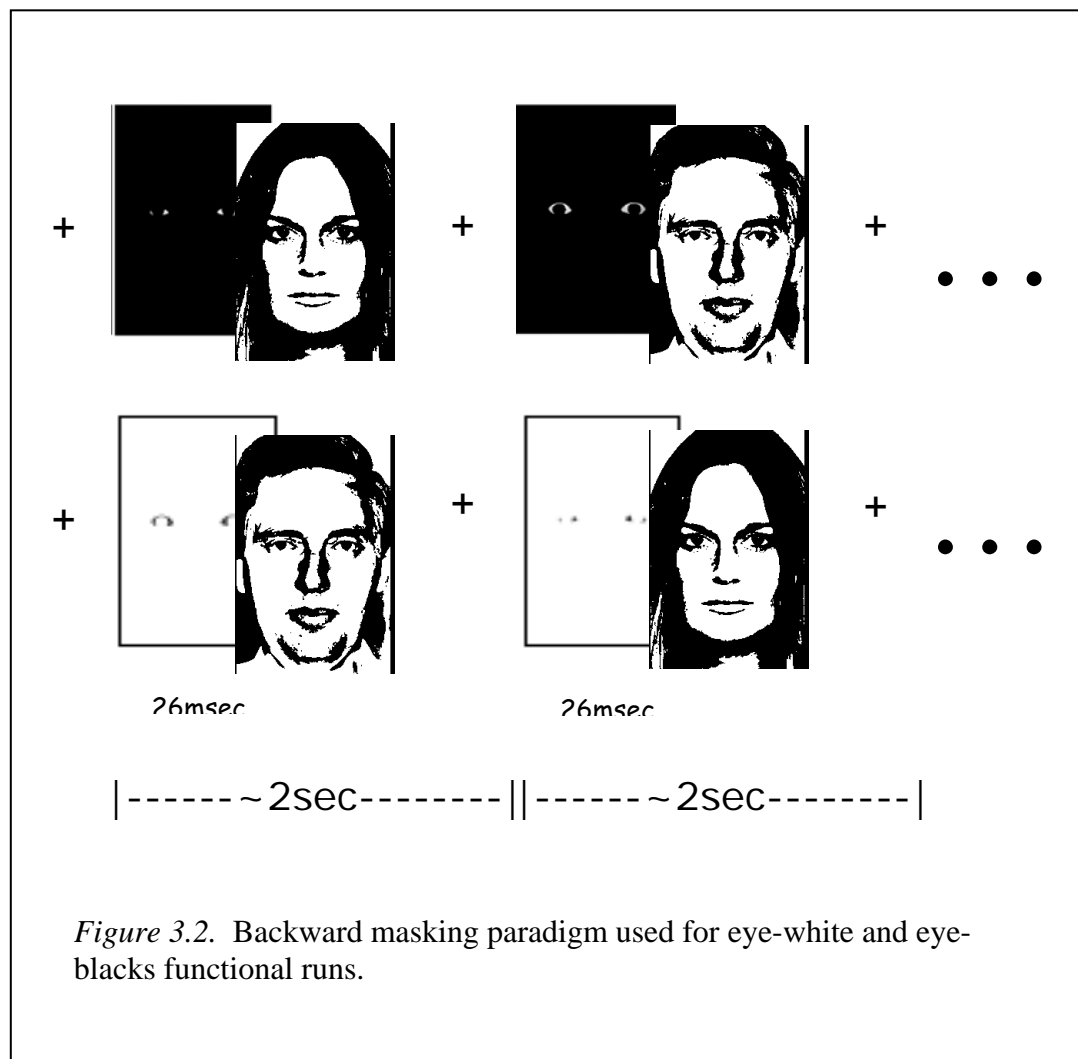 + + + • • •
+ + + • • •
26msec 26msec
|------~2sec--------||------~2sec--------|
Figure 3.2. Backward masking paradigm used for eye-white and eye-
blacks functional runs.